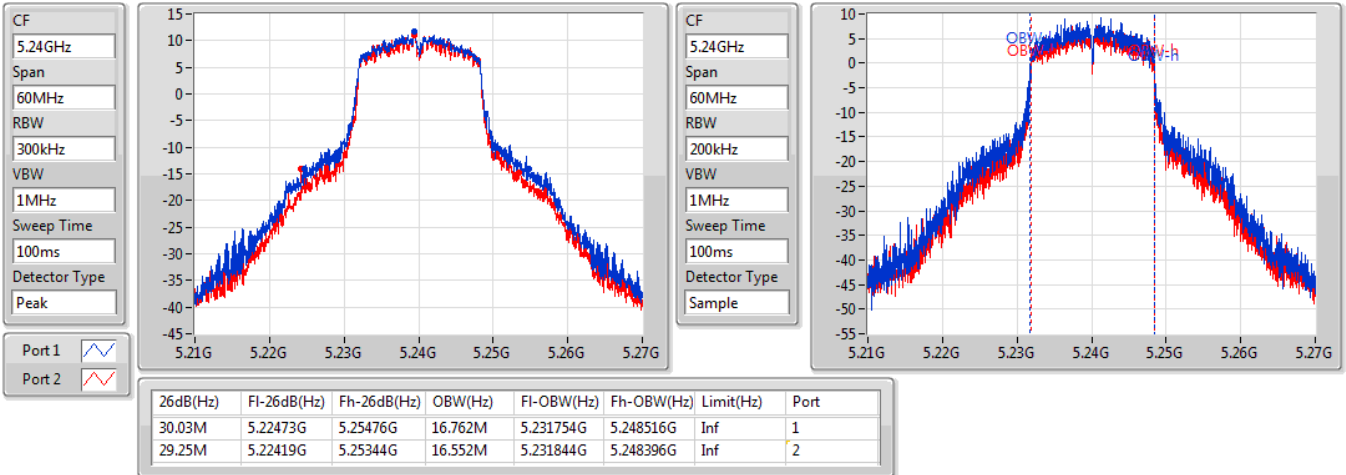 CF
5.24GHz
Span
60MHz
RBW
300kHz
VBW
1MHz
Sweep Time
100ms
Detector Type
Peak
Port 1
Port 2
15
10
5
0
-5
-10
-15
-20
-25
-30
-35
-40
-45
5.21G 5.22G 5.23G 5.24G 5.25G 5.26G 5.27G
CF
5.24GHz
Span
60MHz
RBW
200kHz
VBW
1MHz
Sweep Time
100ms
Detector Type
Sample
10
5
0
-5
-10
-15
-20
-25
-30
-35
-40
-45
-50
-55
5.21G 5.22G 5.23G 5.24G 5.25G 5.26G 5.27G
26dB(Hz) Fl-26dB(Hz) Fh-26dB(Hz) OBW(Hz) Fl-OBW(Hz) Fh-OBW(Hz) Limit(Hz) Port
30.03M 5.22473G 5.25476G 16.762M 5.231754G 5.248516G Inf 1
29.25M 5.22419G 5.25344G 16.552M 5.231844G 5.248396G Inf 2